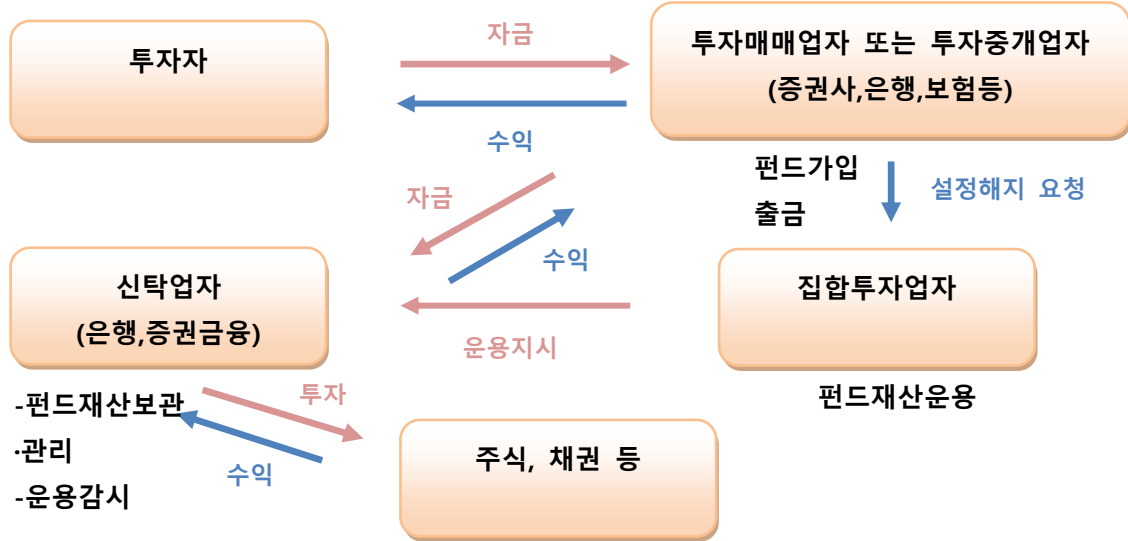 투자자
자금
수익
투자매매업자 또는 투자중개업자
(증권사,은행,보험등)
펀드가입
출금
설정해지 요청
자금
수익
신탁업자
(은행,증권금융)
운용지시
집합투자업자
펀드재산운용
-펀드재산보관
·관리
-운용감시
투자
수익
주식, 채권 등